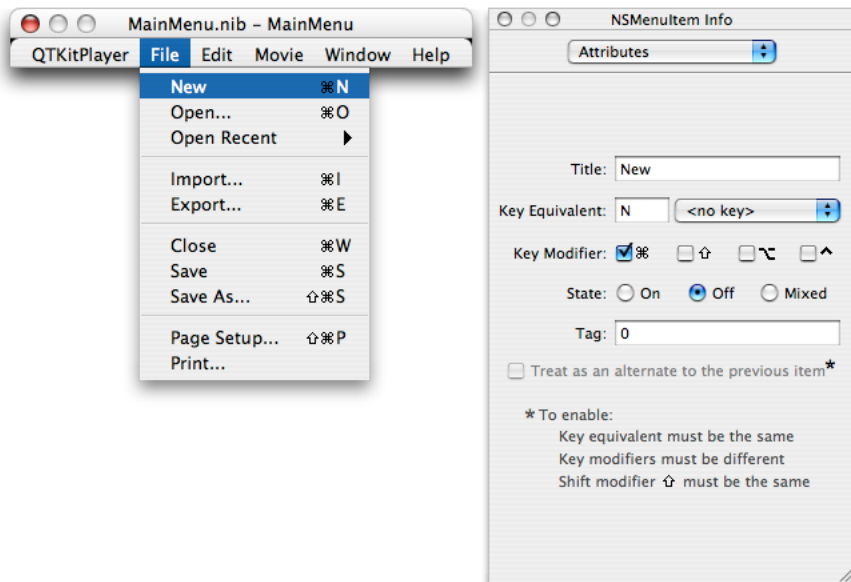 MainMenu.nib – MainMenu
QTKitPlayer File Edit Movie Window Help
New ⌘N
Open... ⌘O
Open Recent ▶
Import... ⌘I
Export... ⌘E
Close ⌘W
Save ⌘S
Save As... ⇧⌘S
Page Setup... ⇧⌘P
Print...
NSMenuItem Info
Attributes
Title: New
Key Equivalent: N <no key>
Key Modifier: ⌘ ⇧ ⌥ ^
State: On Off Mixed
Tag: 0
Treat as an alternate to the previous item*
* To enable:
Key equivalent must be the same
Key modifiers must be different
Shift modifier ⇧ must be the same